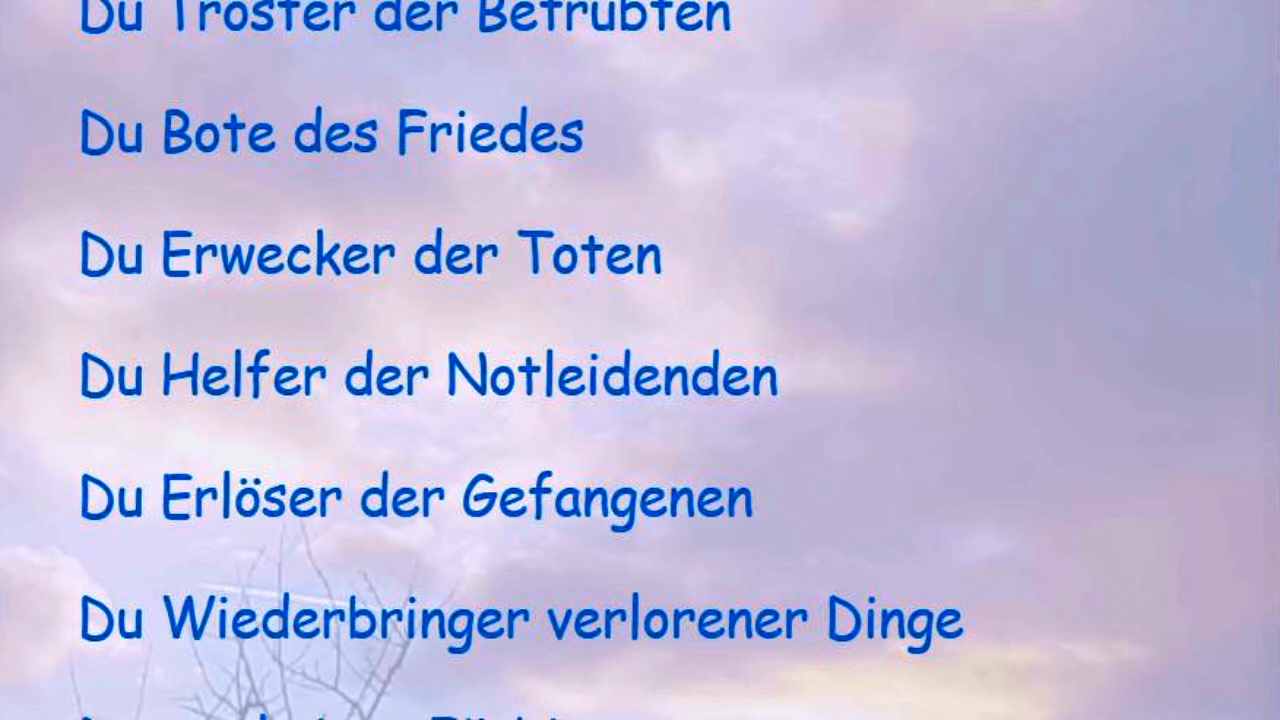 Du Tröster der Betrübten
Du Bote des Friedes
Du Erwecker der Toten
Du Helfer der Notleidenden
Du Erlöser der Gefangenen
Du Wiederbringer verlorener Dinge